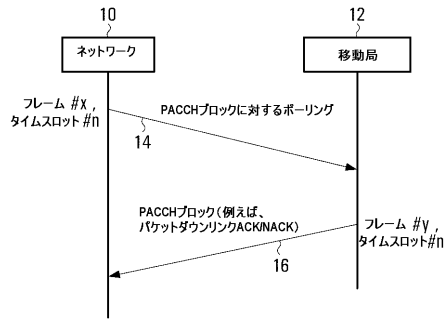 10
12
ネットワーク
移動局
フレーム #x ,
タイムスロット#n
PACCHブロックに対するポーリング
14
PACCHブロック(例えば、
パケットダウンリンクACK/NACK)
フレーム #y ,
タイムスロット#n
16